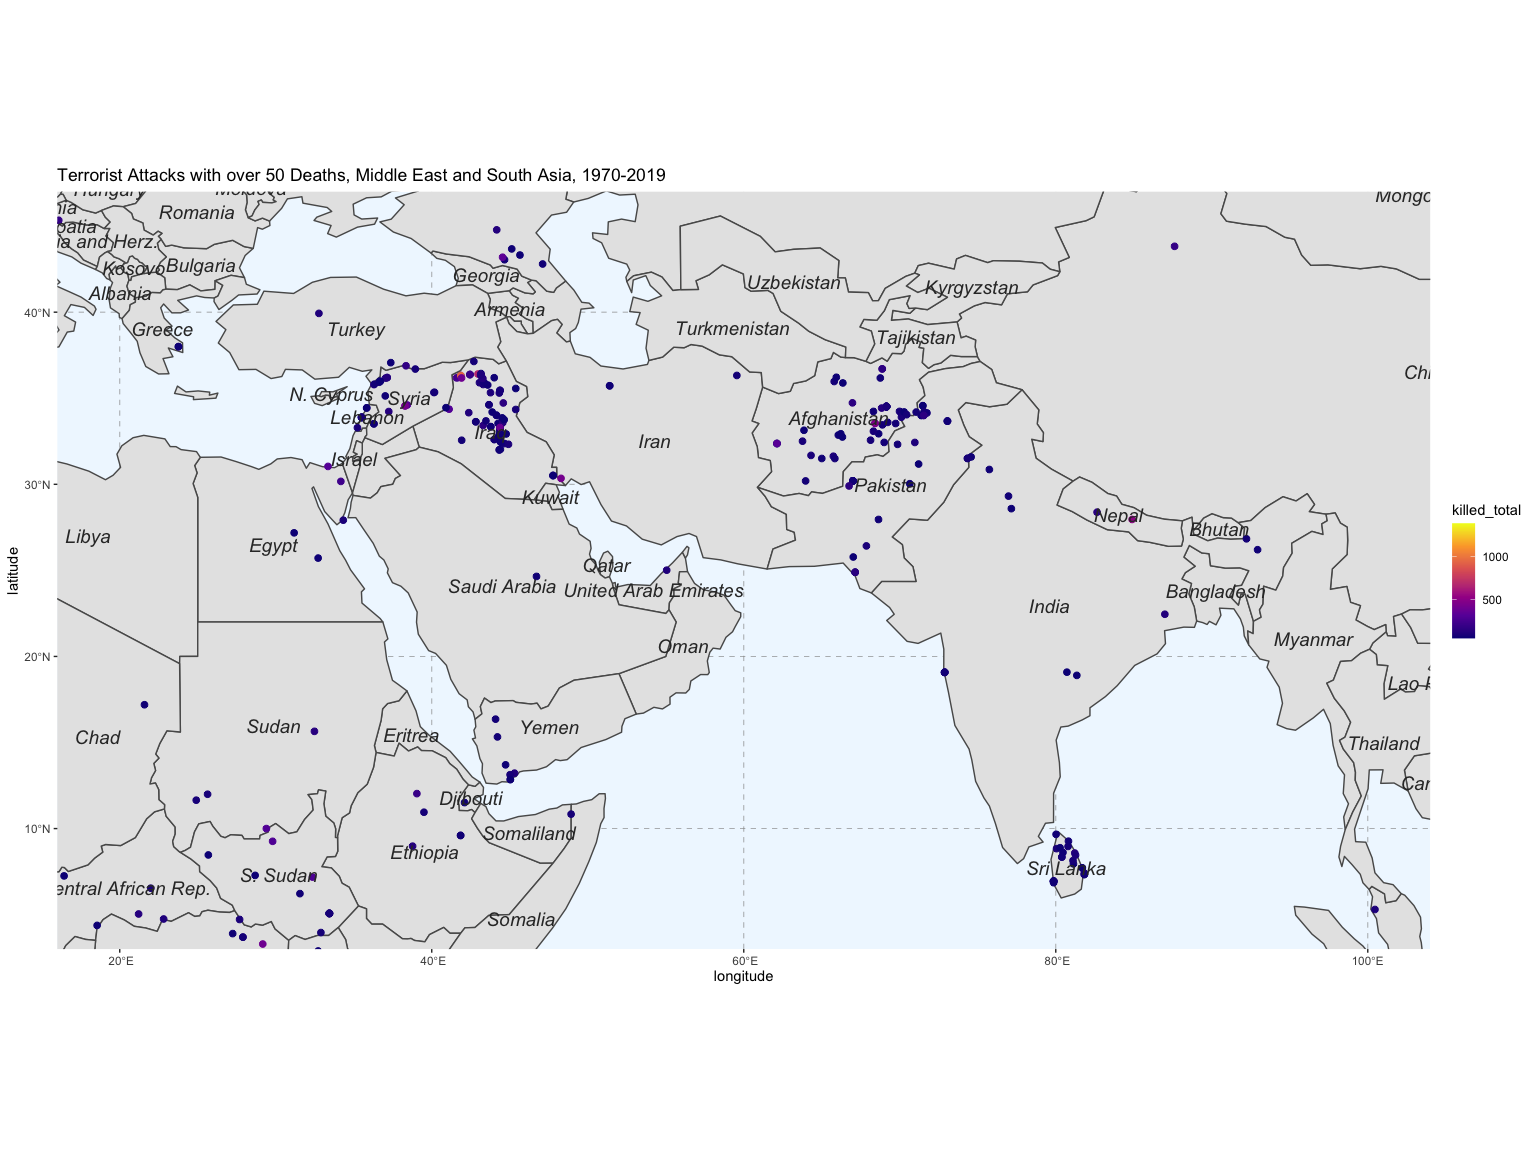 Terrorist Attacks with over 50 Deaths, Middle East and South Asia, 1970-2019
Hungary
Moldova
Mongo
nia
Romania
oatia
ia and Herz.
Kosovo
Bulgaria
Georgia
Uzbekistan
Kyrgyzstan
Albania
Armenia
40°N
Greece
Turkey
Turkmenistan
Tajikistan
Chi
N. Cyprus
Syria
Lebanon
Afghanistan
Iraq
Iran
Israel
30°N
Kuwait
Pakistan
killed_total
Nepal
Bhutan
Libya
Egypt
1000
latitude
Qatar
Saudi Arabia
United Arab Emirates
Bangladesh
500
India
Myanmar
Oman
20°N
Lao P
Sudan
Yemen
Chad
Eritrea
Thailand
Cam
Djibouti
10°N
Somaliland
Ethiopia
Sri Lanka
S. Sudan
entral African Rep.
Somalia
20°E
40°E
60°E
80°E
100°E
longitude